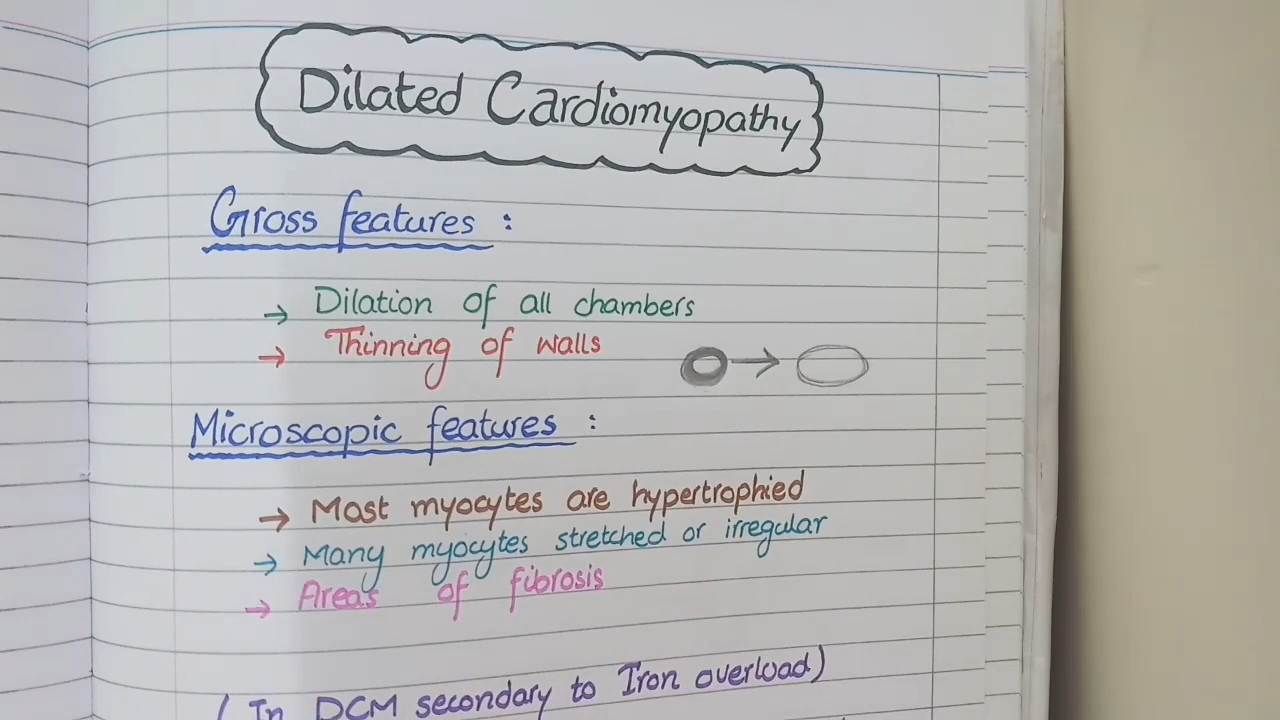 Dilated Cardiomyopathy
Gross features :
→ Dilation of all chambers
→ Thinning of walls
Microscopic features :
→ Most myocytes are hypertrophied
→ Many myocytes stretched or irregular
→ Areas of fibrosis
( In DCM secondary to Iron overload)